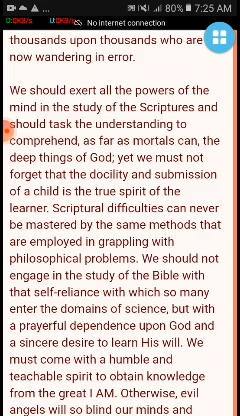 80% 7:25 AM
0:0KB/s U:0KB/s No internet connection
thousands upon thousands who are
now wandering in error.
We should exert all the powers of the
mind in the study of the Scriptures and
should task the understanding to
comprehend, as far as mortals can, the
deep things of God; yet we must not
forget that the docility and submission
of a child is the true spirit of the
learner. Scriptural difficulties can never
be mastered by the same methods that
are employed in grappling with
philosophical problems. We should not
engage in the study of the Bible with
that self-reliance with which so many
enter the domains of science, but with
a prayerful dependence upon God and
a sincere desire to learn His will. We
must come with a humble and
teachable spirit to obtain knowledge
from the great I AM. Otherwise, evil
angels will so blind our minds and